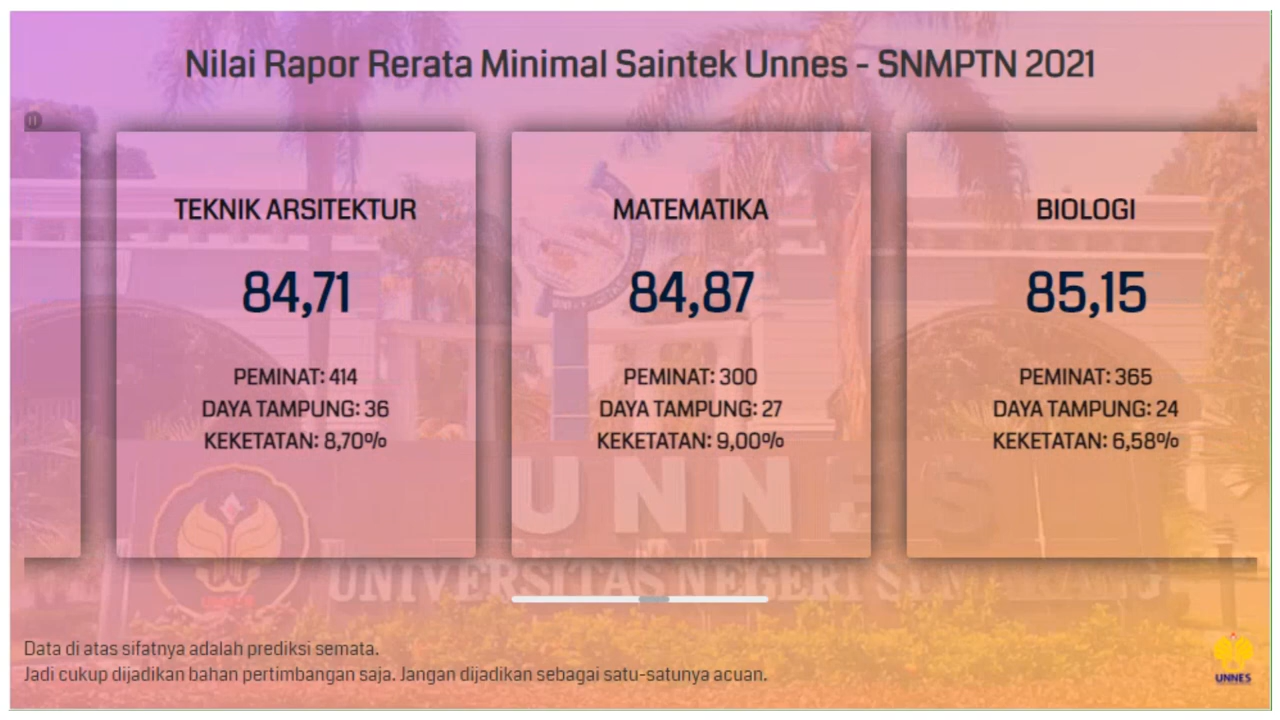 Nilai Rapor Rerata Minimal Saintek Unnes - SNMPTN 2021
TEKNIK ARSITEKTUR
84,71
PEMINAT: 414
DAYA TAMPUNG: 36
KEKETATAN: 8,70%
MATEMATIKA
84,87
PEMINAT: 300
DAYA TAMPUNG: 27
KEKETATAN: 9,00%
BIOLOGI
85,15
PEMINAT: 365
DAYA TAMPUNG: 24
KEKETATAN: 6,58%
UNNES
UNIVERSITAS NEGERI
Data di atas sifatnya adalah prediksi semata.
Jadi cukup dijadikan bahan pertimbangan saja. Jangan dijadikan sebagai satu-satunya acuan.
UNNES